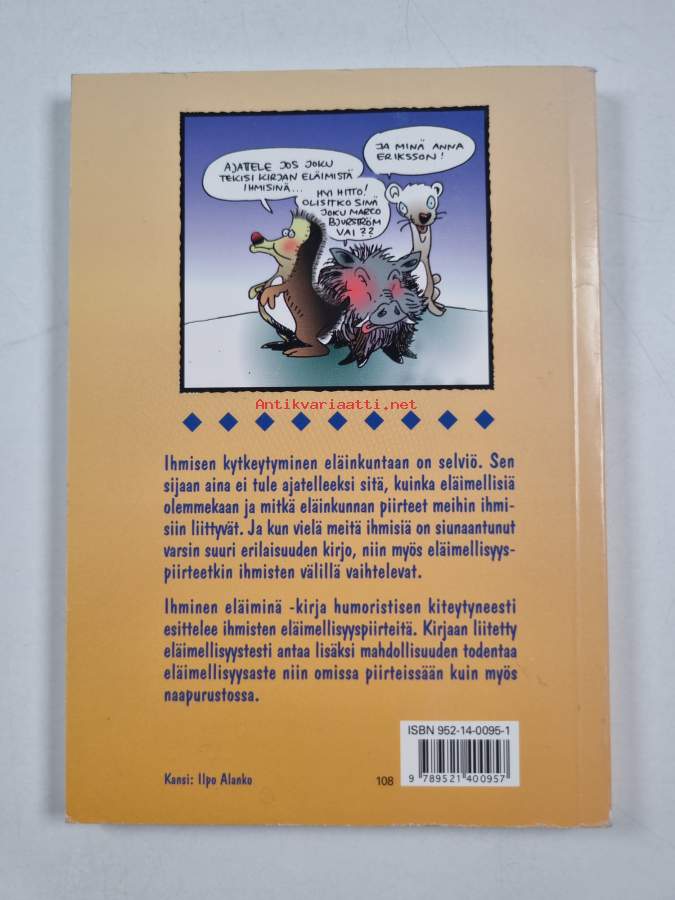 AJATTELE JOS JOKU
TEKISI KIRJAN ELÄIMISTÄ
IHMISINÄ...
HYI HITTO!
OLISITKO SINÄ
JOKU MARCO
BJURSTRÖM
VAI??
JA MINÄ ANNA
ERIKSSON!
Antikvariaatti.net
Ihmisen kytkeytyminen eläinkuntaan on selviö. Sen
sijaan aina ei tule ajatelleeksi sitä, kuinka eläimellisiä
olemmekaan ja mitkä eläinkunnan piirteet meihin ihmi-
siin liittyvät. Ja kun vielä meitä ihmisiä on siunaantunut
varsin suuri erilaisuuden kirjo, niin myös eläimellisyys-
piirteetkin ihmisten välillä vaihtelevat.
Ihminen eläiminä -kirja humoristisen kiteytyneesti
esittelee ihmisten eläimellisyyspiirteitä. Kirjaan liitetty
eläimellisyystesti antaa lisäksi mahdollisuuden todentaa
eläimellisyysaste niin omissa piirteissään kuin myös
naapurustossa.
ISBN 952-14-0095-1
9 789521 400957
Kansi: Ilpo Alanko
108